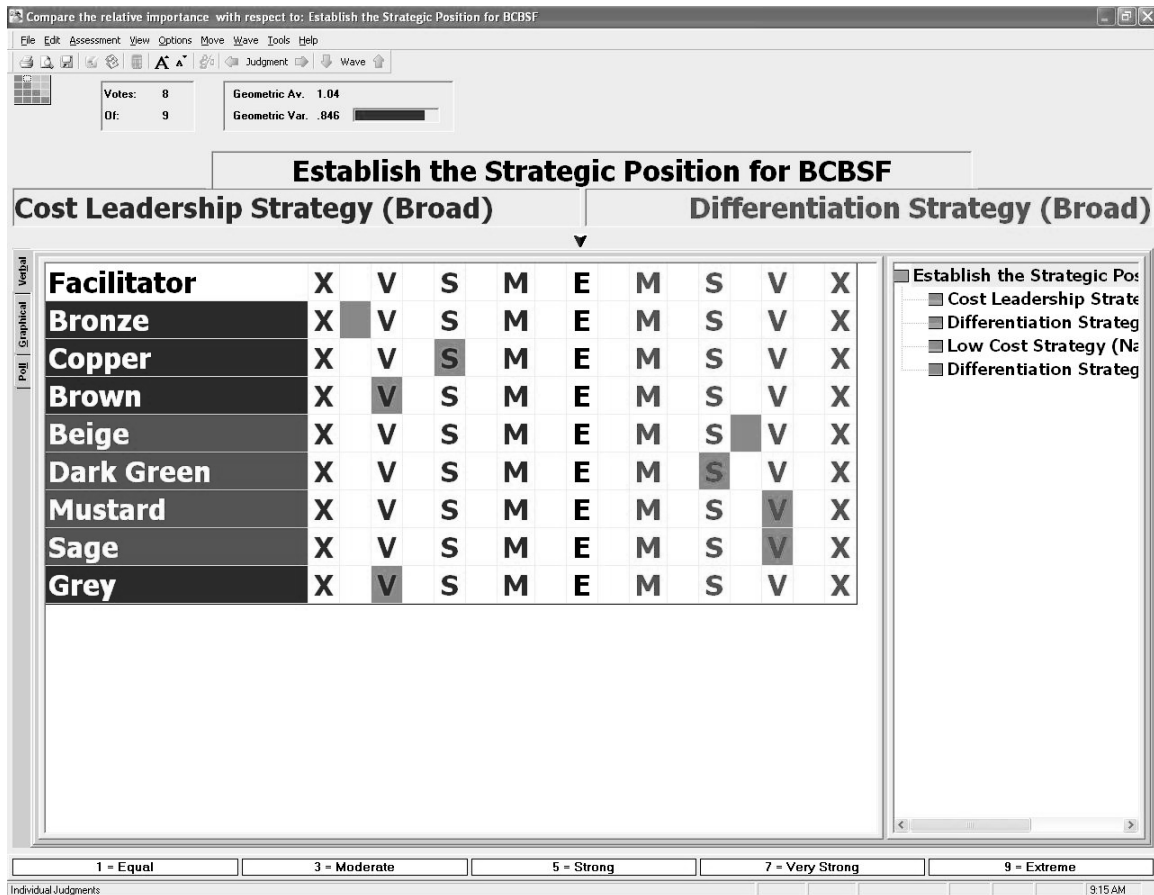 Compare the relative importance with respect to: Establish the Strategic Position for BCBSF
File Edit Assessment View Options Move Wave Tools Help
A A Judgment Wave
Votes: 8 Geometric Av. 1.04
Of: 9 Geometric Var. .846
Establish the Strategic Position for BCBSF
Cost Leadership Strategy (Broad) Differentiation Strategy (Broad)
Verbal
Graphical
Poll
Facilitator X V S M E M S V X
Bronze X V S M E M S V X
Copper X V S M E M S V X
Brown X V S M E M S V X
Beige X V S M E M S V X
Dark Green X V S M E M S V X
Mustard X V S M E M S V X
Sage X V S M E M S V X
Grey X V S M E M S V X
Establish the Strategic Pos
Cost Leadership Strate
Differentiation Strateg
Low Cost Strategy (Na
Differentiation Strateg
1 = Equal 3 = Moderate 5 = Strong 7 = Very Strong 9 = Extreme
Individual Judgments 9:15 AM